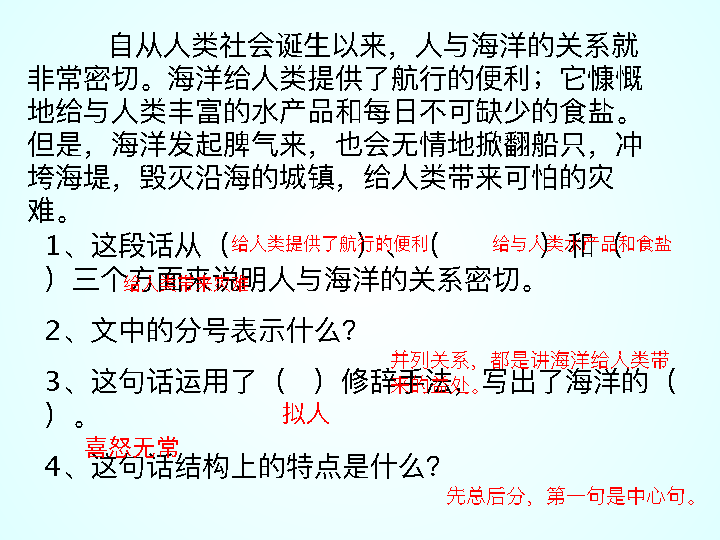 自从人类社会诞生以来，人与海洋的关系就
非常密切。海洋给人类提供了航行的便利；它慷慨
地给与人类丰富的水产品和每日不可缺少的食盐。
但是，海洋发起脾气来，也会无情地掀翻船只，冲
垮海堤，毁灭沿海的城镇，给人类带来可怕的灾
难。
1、这段话从（给人类提供了航行的便利）、（给与人类水产品和食盐）和（
）三个方面来说明人与海洋的关系密切。
给人类带来灾难
2、文中的分号表示什么？
并列关系，都是讲海洋给人类带
来的益处。
3、这句话运用了（ ）修辞手法，写出了海洋的（
）。
拟人
喜怒无常
4、这句话结构上的特点是什么？
先总后分，第一句是中心句。